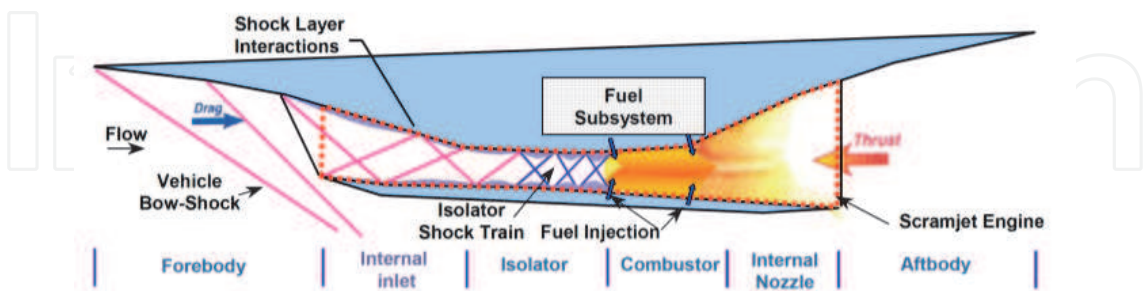 Shock Layer
Interactions
Fuel
Subsystem
Drag
Flow
Thrust
Vehicle
Bow-Shock
Isolator
Shock Train
Fuel Injection
Scramjet Engine
Forebody
Internal
inlet
Isolator
Combustor
Internal
Nozzle
Aftbody